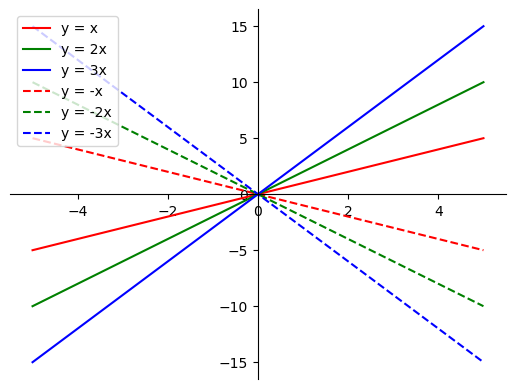 y = x
y = 2x
y = 3x
y = -x
y = -2x
y = -3x
15
10
5
0
−5
−10
−15
−4
−2
0
2
4